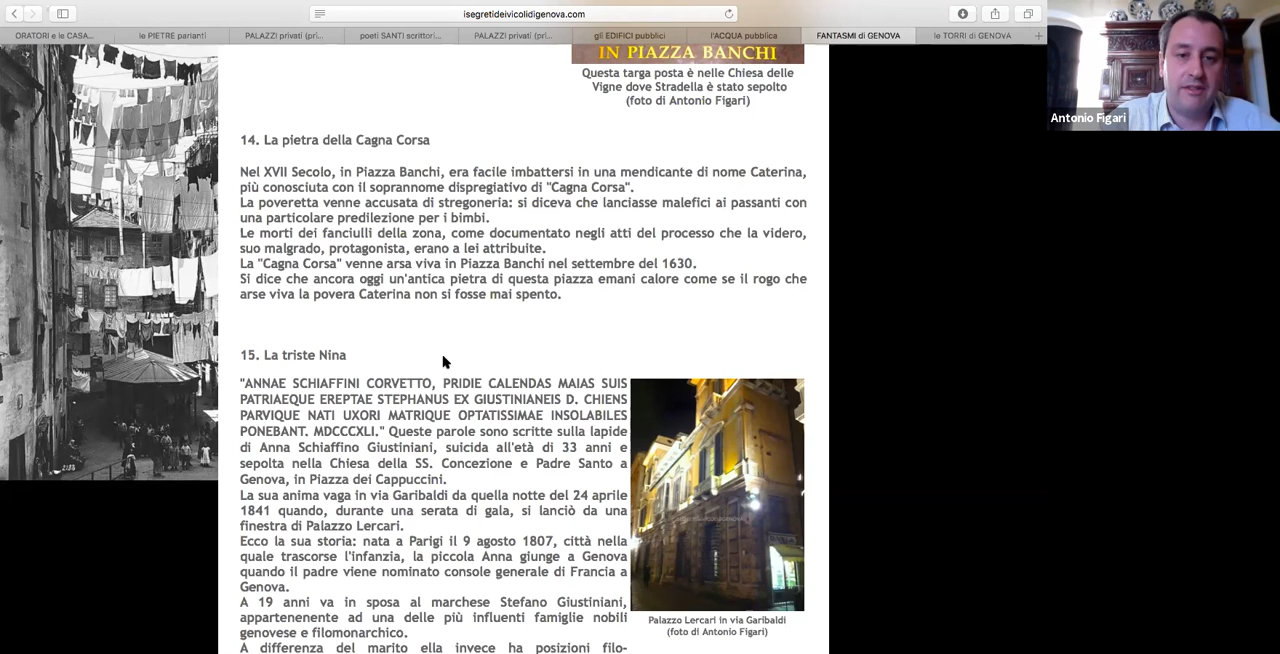 isegretideivicolidigenova.com
ORATORI e le CASA...
le PIETRE parlanti
PALAZZI privati (pri...
poeti SANTI scrittori...
PALAZZI privati (pri...
gli EDIFICI pubblici
l'ACQUA pubblica
FANTASMI di GENOVA
le TORRI di GENOVA
Antonio Figari
IN PIAZZA BANCHI
Questa targa posta è nelle Chiesa delle
Vigne dove Stradella è stato sepolto
(foto di Antonio Figari)
14. La pietra della Cagna Corsa
Nel XVII Secolo, in Piazza Banchi, era facile imbattersi in una mendicante di nome Caterina,
più conosciuta con il soprannome dispregiativo di "Cagna Corsa".
La poveretta venne accusata di stregoneria: si diceva che lanciasse malefici ai passanti con
una particolare predilezione per i bimbi.
Le morti dei fanciulli della zona, come documentato negli atti del processo che la videro,
suo malgrado, protagonista, erano a lei attribuite.
La "Cagna Corsa" venne arsa viva in Piazza Banchi nel settembre del 1630.
Si dice che ancora oggi un'antica pietra di questa piazza emani calore come se il rogo che
arse viva la povera Caterina non si fosse mai spento.
15. La triste Nina
"ANNAE SCHIAFFINI CORVETTO, PRIDIE CALENDAS MAIAS SUIS
PATRIAEQUE EREPTAE STEPHANUS EX GIUSTINIANEIS D. CHIENS
PARVIQUE NATI UXORI MATRIQUE OPTATISSIMAE INSOLABILES
PONEBANT. MDCCCXLI." Queste parole sono scritte sulla lapide
di Anna Schiaffino Giustiniani, suicida all'età di 33 anni e
sepolta nella Chiesa della SS. Concezione e Padre Santo a
Genova, in Piazza dei Cappuccini.
La sua anima vaga in via Garibaldi da quella notte del 24 aprile
1841 quando, durante una serata di gala, si lanciò da una
finestra di Palazzo Lercari.
Ecco la sua storia: nata a Parigi il 9 agosto 1807, città nella
quale trascorse l'infanzia, la piccola Anna giunge a Genova
quando il padre viene nominato console generale di Francia a
Genova.
A 19 anni va in sposa al marchese Stefano Giustiniani,
appartenenente ad una delle più influenti famiglie nobili
genovese e filomonarchico.
A differenza del marito ella invece ha posizioni filo-
Palazzo Lercari in via Garibaldi
(foto di Antonio Figari)